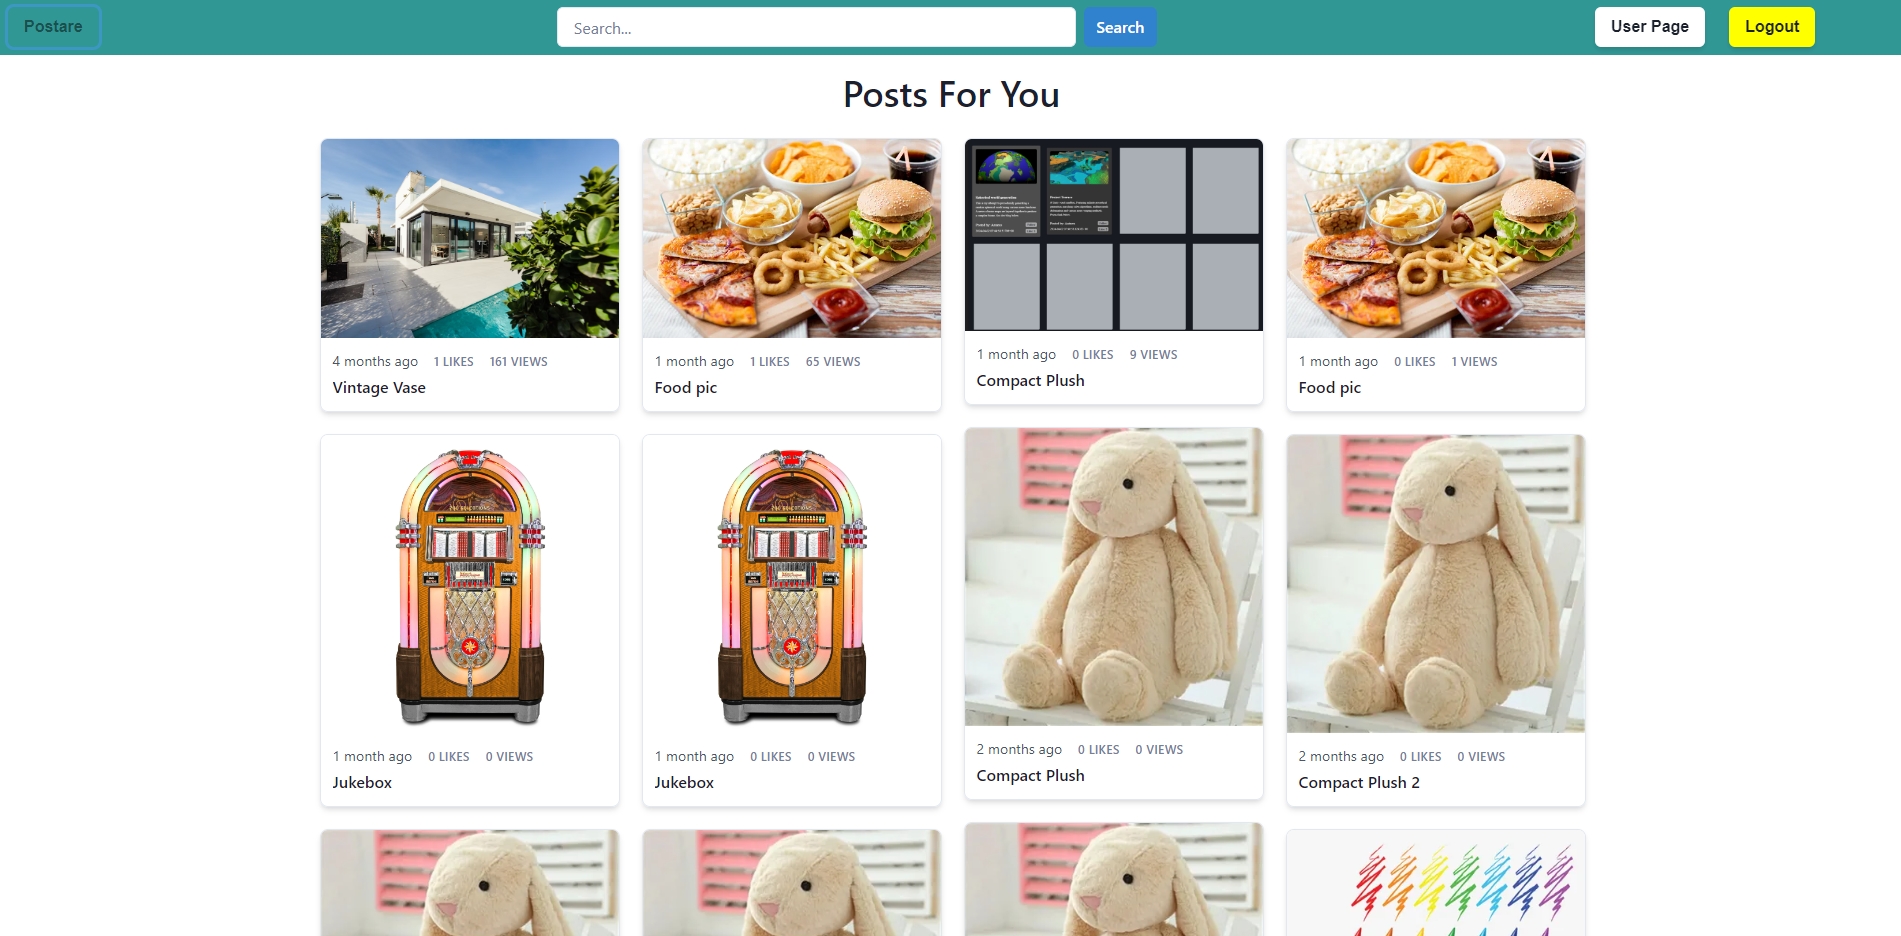 Postare
Search...
Search
User Page
Logout
Posts For You
4 months ago 1 LIKES 161 VIEWS
Vintage Vase
1 month ago 1 LIKES 65 VIEWS
Food pic
1 month ago 0 LIKES 9 VIEWS
Compact Plush
1 month ago 0 LIKES 1 VIEWS
Food pic
1 month ago 0 LIKES 0 VIEWS
Jukebox
1 month ago 0 LIKES 0 VIEWS
Jukebox
2 months ago 0 LIKES 0 VIEWS
Compact Plush
2 months ago 0 LIKES 0 VIEWS
Compact Plush 2